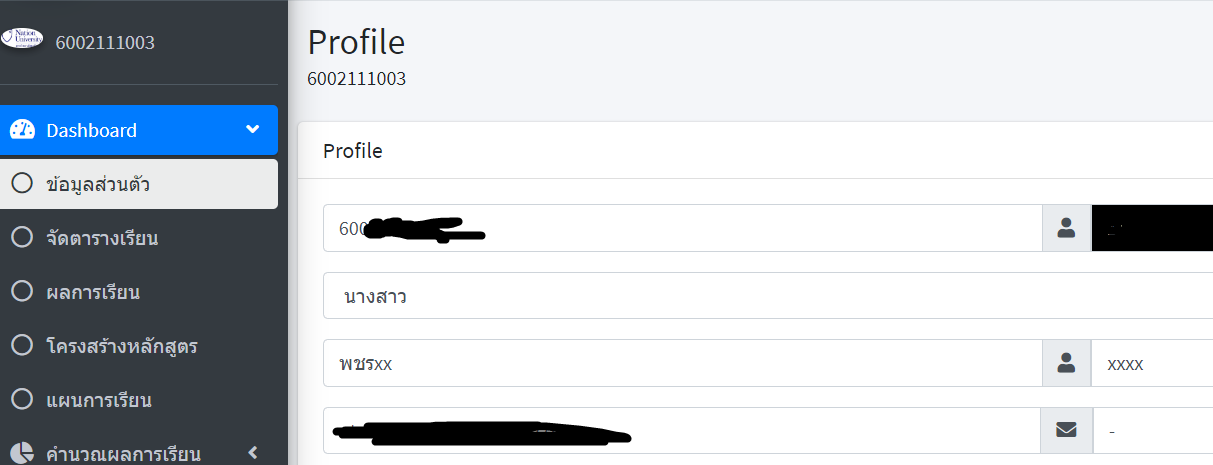 Nation
University
6002111003
Dashboard
ข้อมูลส่วนตัว
จัดตารางเรียน
ผลการเรียน
โครงสร้างหลักสูตร
แผนการเรียน
คำนวณผลการเรียน
Profile
6002111003
Profile
600
นางสาว
พชรxx
xxxx
-